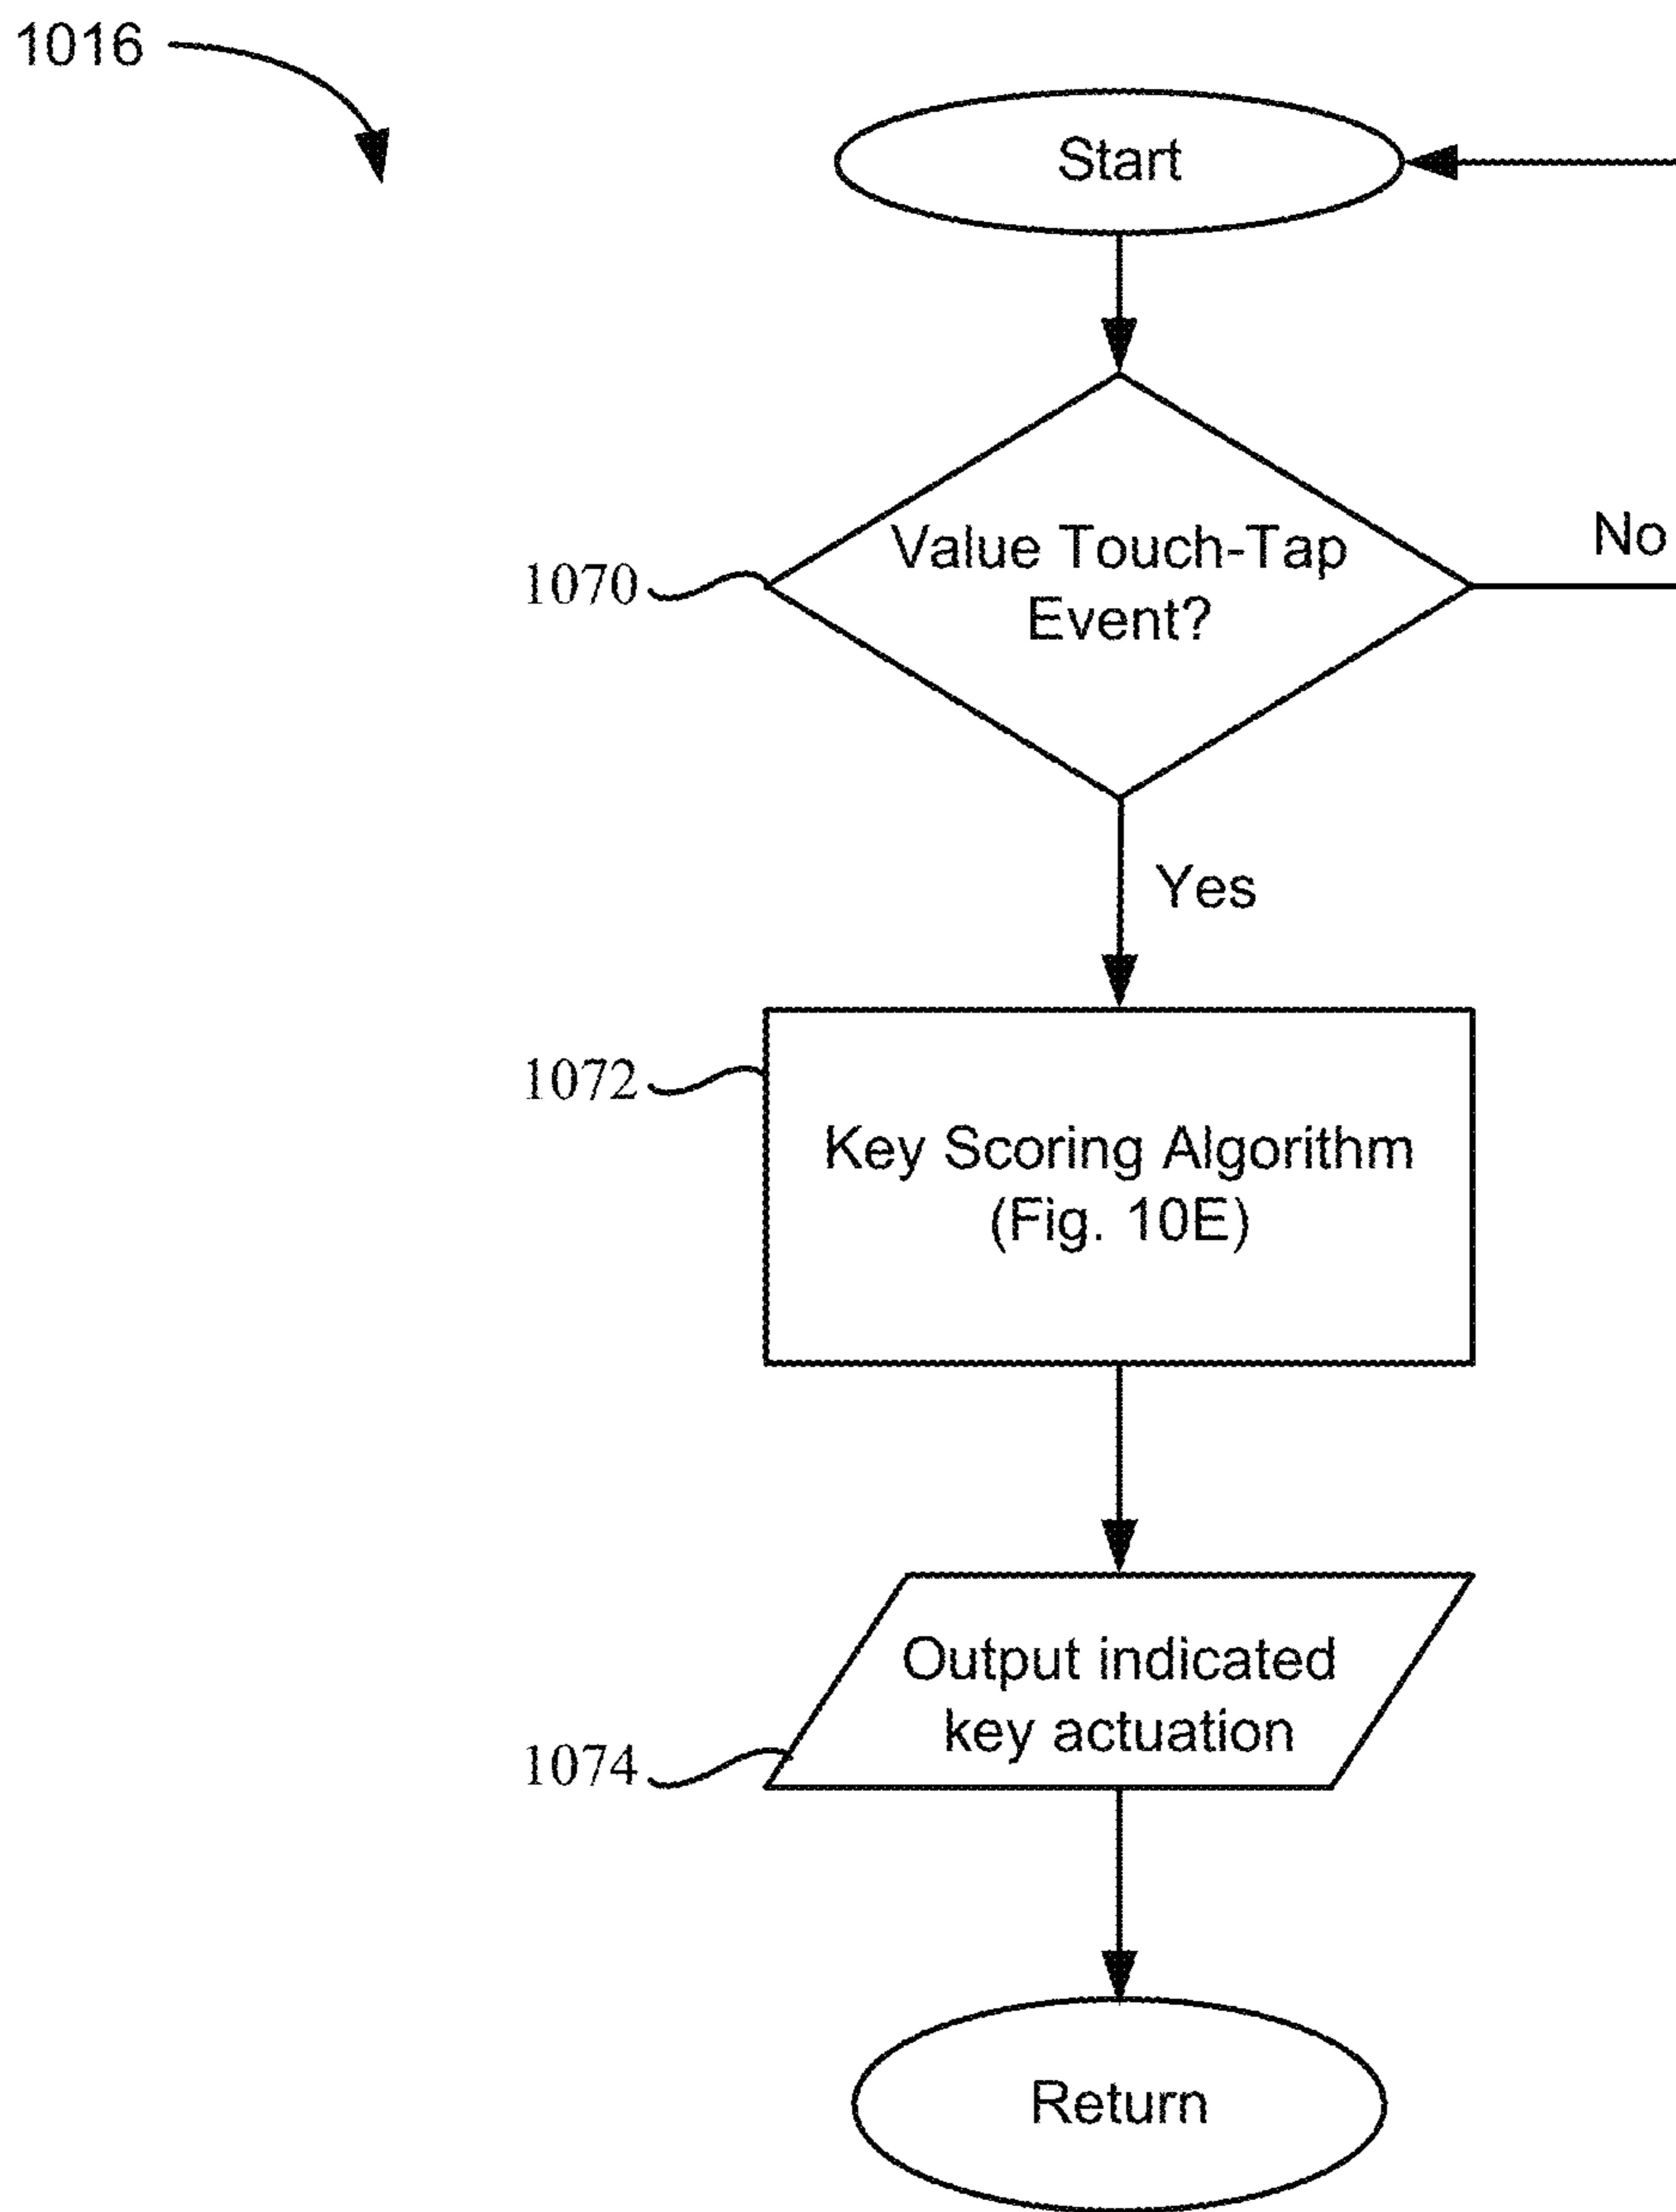 1016
Start
Value Touch-Tap
Event?
No
1070
Yes
1072
Key Scoring Algorithm
(Fig. 10E)
Output indicated
key actuation
1074
Return